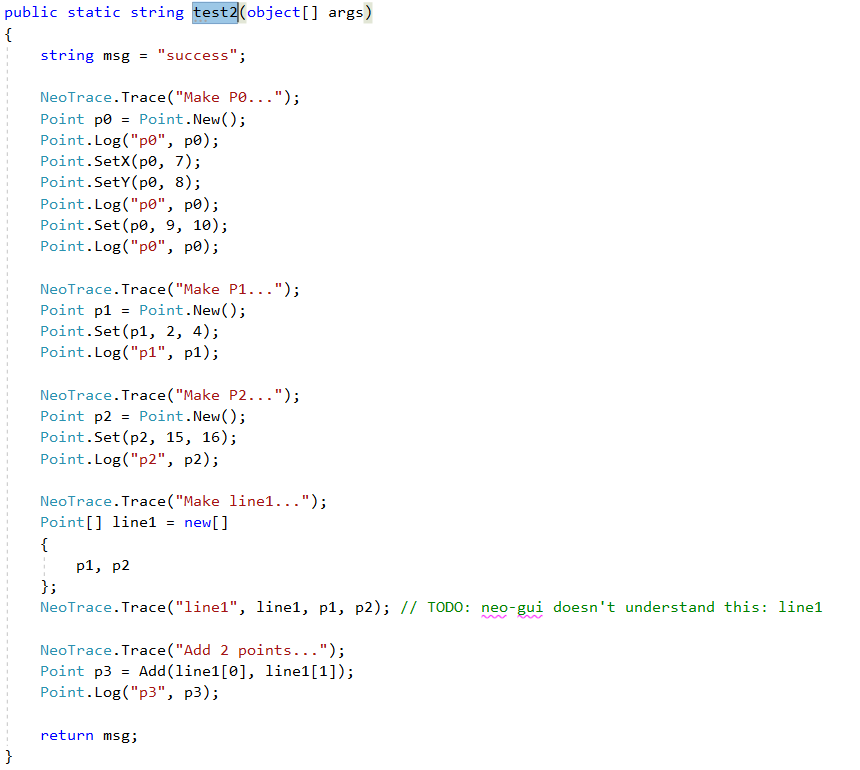 public static string test2(object[] args)
{
    string msg = "success";

    NeoTrace.Trace("Make P0...");
    Point p0 = Point.New();
    Point.Log("p0", p0);
    Point.SetX(p0, 7);
    Point.SetY(p0, 8);
    Point.Log("p0", p0);
    Point.Set(p0, 9, 10);
    Point.Log("p0", p0);

    NeoTrace.Trace("Make P1...");
    Point p1 = Point.New();
    Point.Set(p1, 2, 4);
    Point.Log("p1", p1);

    NeoTrace.Trace("Make P2...");
    Point p2 = Point.New();
    Point.Set(p2, 15, 16);
    Point.Log("p2", p2);

    NeoTrace.Trace("Make line1...");
    Point[] line1 = new[]
    {
        p1, p2
    };
    NeoTrace.Trace("line1", line1, p1, p2); // TODO: neo-gui doesn't understand this: line1

    NeoTrace.Trace("Add 2 points...");
    Point p3 = Add(line1[0], line1[1]);
    Point.Log("p3", p3);

    return msg;
}